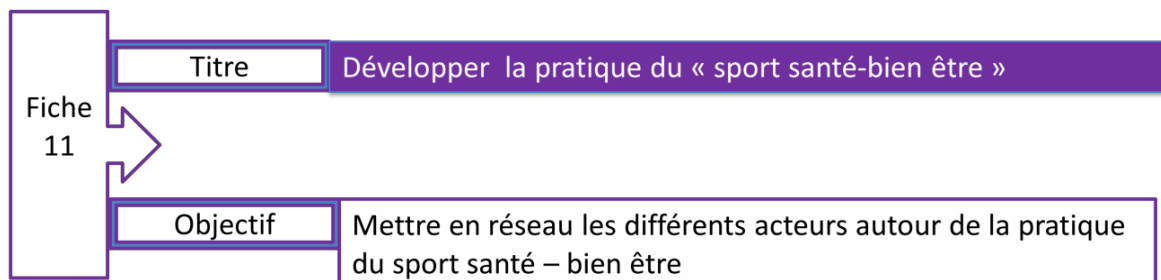 Titre
Développer la pratique du « sport santé-bien être »
Fiche
11
Objectif
Mettre en réseau les différents acteurs autour de la pratique
du sport santé – bien être